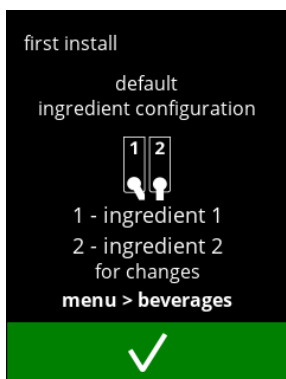 first install
default
ingredient configuration
1 2
1 - ingredient 1
2 - ingredient 2
for changes
menu > beverages